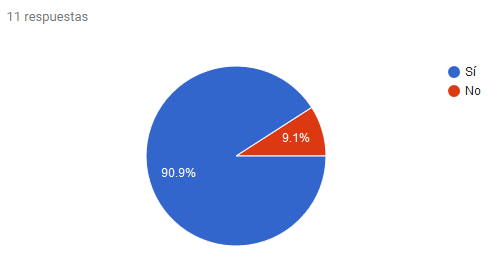 11 respuestas
Sí
No
9.1%
90.9%